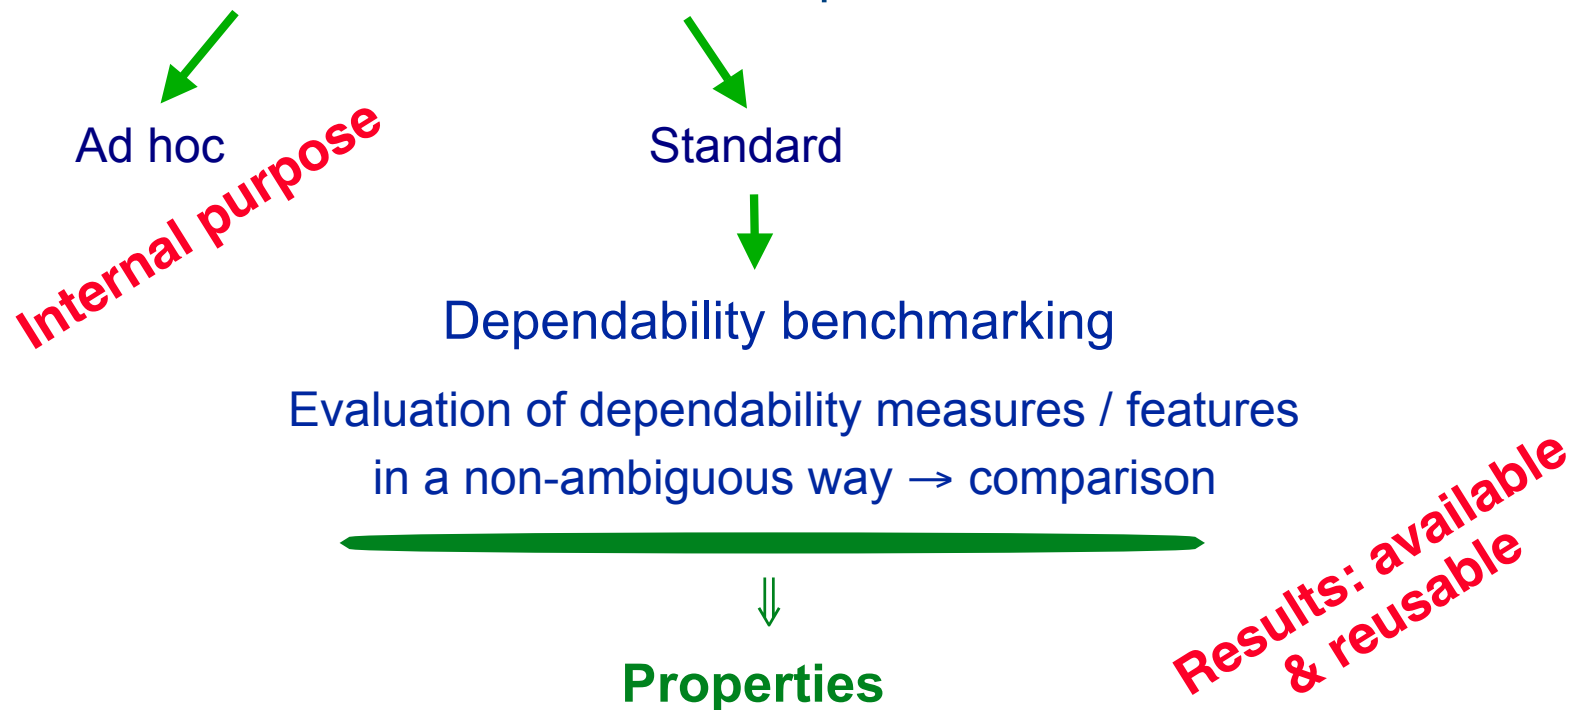 Ad hoc
Standard
Internal purpose
Dependability benchmarking
Evaluation of dependability measures / features
in a non-ambiguous way → comparison
Results: available
& reusable
⇓
Properties